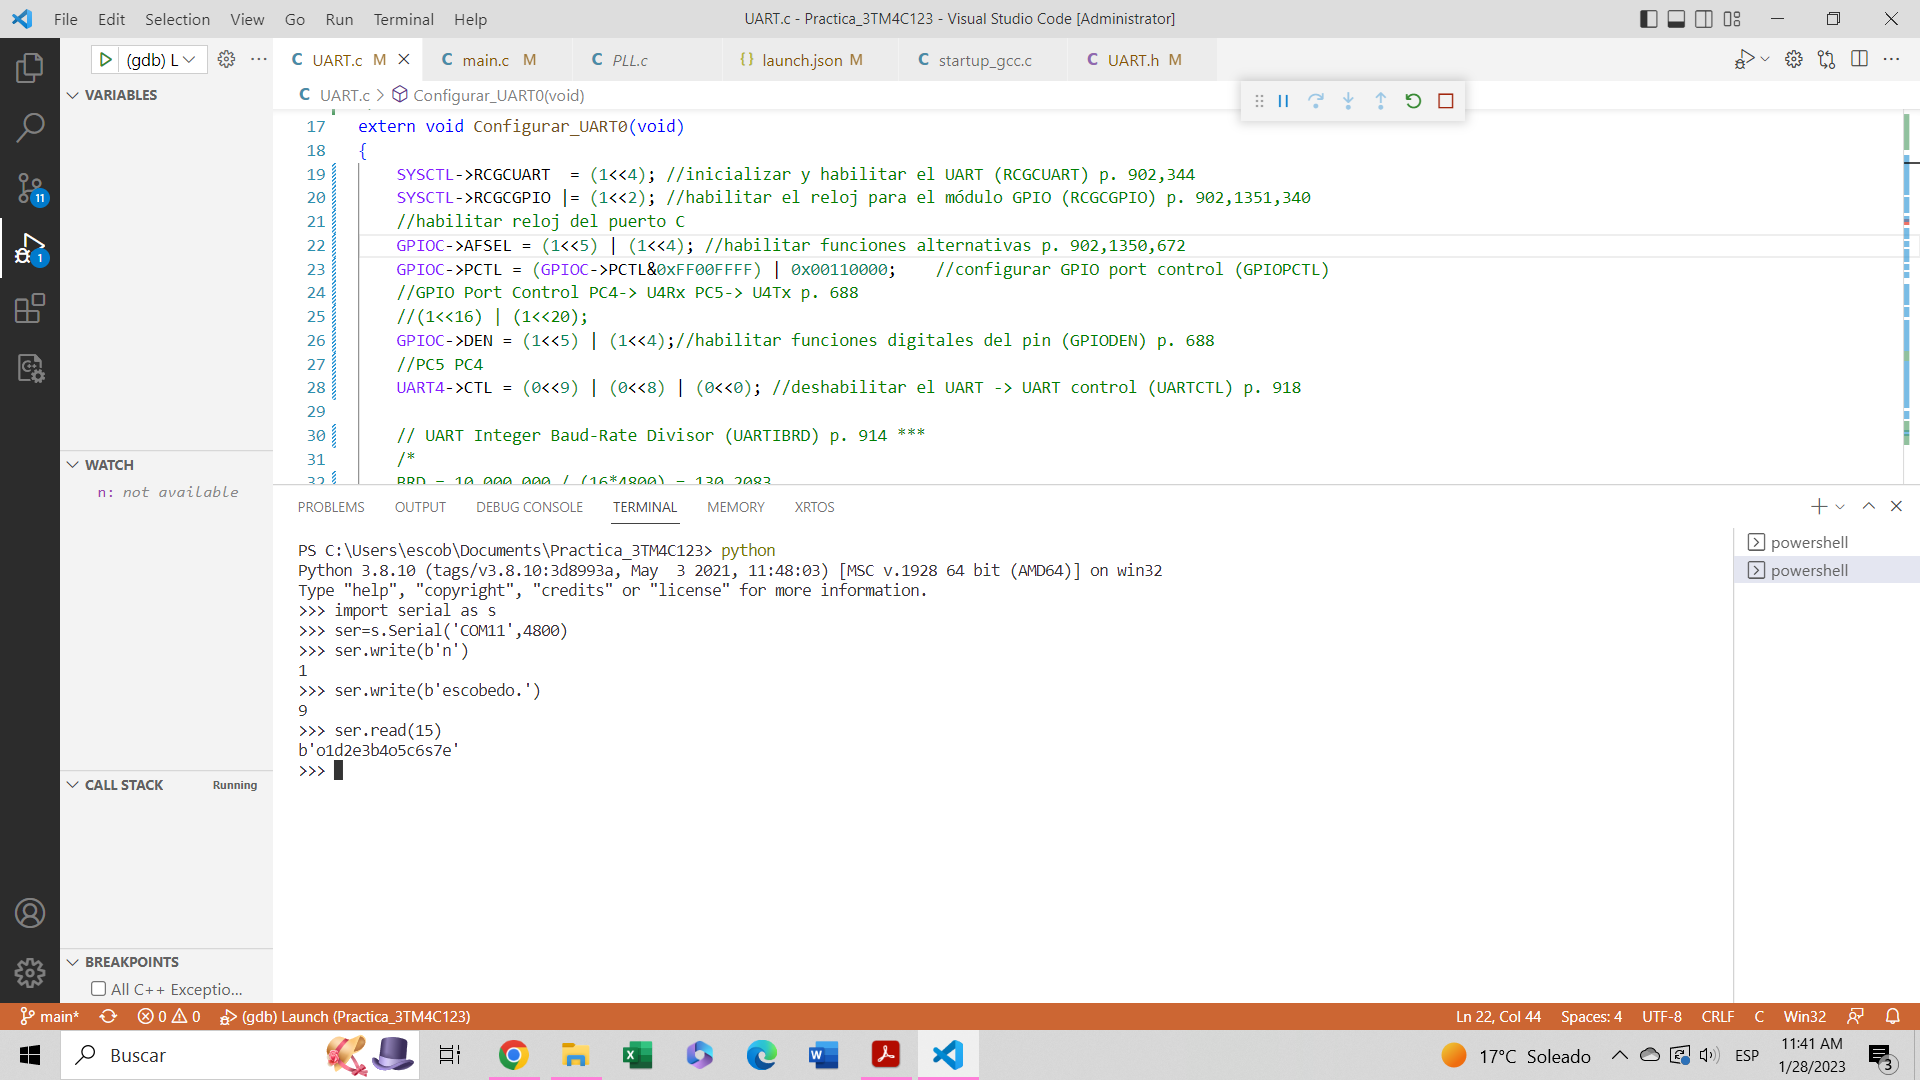 File Edit Selection View Go Run Terminal Help
UART.c - Practica_3TM4C123 - Visual Studio Code [Administrator]
(gdb) L
UART.c M
main.c M
PLL.c
launch.json M
startup_gcc.c
UART.h M
VARIABLES
UART.c > Configurar_UART0(void)
17 extern void Configurar_UART0(void)
18 {
19 SYSCTL->RCGCUART  = (1<<4); //inicializar y habilitar el UART (RCGCUART) p. 902,344
20 SYSCTL->RCGCGPIO |= (1<<2); //habilitar el reloj para el módulo GPIO (RCGCGPIO) p. 902,1351,340
21 //habilitar reloj del puerto C
22 GPIOC->AFSEL = (1<<5) | (1<<4); //habilitar funciones alternativas p. 902,1350,672
23 GPIOC->PCTL = (GPIOC->PCTL&0xFF00FFFF) | 0x00110000;    //configurar GPIO port control (GPIOPCTL)
24 //GPIO Port Control PC4-> U4Rx PC5-> U4Tx p. 688
25 //(1<<16) | (1<<20);
26 GPIOC->DEN = (1<<5) | (1<<4);//habilitar funciones digitales del pin (GPIODEN) p. 688
27 //PC5 PC4
28 UART4->CTL = (0<<9) | (0<<8) | (0<<0); //deshabilitar el UART -> UART control (UARTCTL) p. 918
29
30 // UART Integer Baud-Rate Divisor (UARTIBRD) p. 914 ***
31 /*
32 BRD = 10,000,000 / (16*4800) = 130.2083
11
1
WATCH
n: not available
CALL STACK Running
BREAKPOINTS
All C++ Exceptio...
PROBLEMS OUTPUT DEBUG CONSOLE TERMINAL MEMORY XRTOS
PS C:\Users\escob\Documents\Practica_3TM4C123> python
Python 3.8.10 (tags/v3.8.10:3d8993a, May  3 2021, 11:48:03) [MSC v.1928 64 bit (AMD64)] on win32
Type "help", "copyright", "credits" or "license" for more information.
>>> import serial as s
>>> ser=s.Serial('COM11',4800)
>>> ser.write(b'n')
1
>>> ser.write(b'escobedo.')
9
>>> ser.read(15)
b'o1d2e3b4o5c6s7e'
>>>
powershell
powershell
main* 0 0 (gdb) Launch (Practica_3TM4C123)
Ln 22, Col 44 Spaces: 4 UTF-8 CRLF C Win32
Buscar
17°C Soleado
ESP
11:41 AM
1/28/2023
3